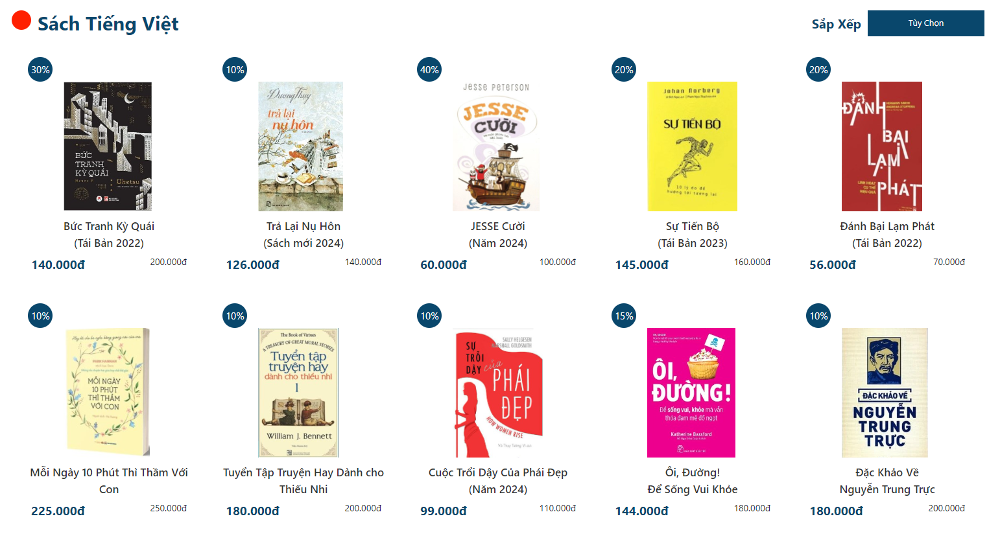 Sách Tiếng Việt
Sắp Xếp
Tùy Chọn
30%
BỨC
TRANH
KỲ QUÁI
Uketsu
Bức Tranh Kỳ Quái
(Tái Bản 2022)
140.000đ
200.000đ
10%
Dương Thụy
trả lại
nụ hôn
Trả Lại Nụ Hôn
(Sách mới 2024)
126.000đ
140.000đ
40%
JESSE PETERSON
JESSE
CƯỜI
JESSE Cười
(Năm 2024)
60.000đ
100.000đ
20%
Johan Norberg
SỰ TIẾN BỘ
10 lý do để
hướng tới tương lai
Sự Tiến Bộ
(Tái Bản 2023)
145.000đ
160.000đ
20%
HERMANN SIMON
ĐÁNH
BẠI
LẠM
PHÁT
LINH HOẠT
CỤ THỂ
HIỆU QUẢ
Đánh Bại Lạm Phát
(Tái Bản 2022)
56.000đ
70.000đ
10%
PARK HANNAH
MỖI NGÀY
10 PHÚT
THÌ THẦM
VỚI CON
Mỗi Ngày 10 Phút Thì Thầm Với
Con
225.000đ
250.000đ
10%
The Book of Virtues
A TREASURY OF GREAT MORAL STORIES
Tuyển tập
truyện hay
dành cho thiếu nhi
1
William J. Bennett
Tuyển Tập Truyện Hay Dành cho
Thiếu Nhi
180.000đ
200.000đ
10%
SALLY HELGESEN
MARSHALL GOLDSMITH
SỰ
TRỖI
DẬY
của
PHÁI
ĐẸP
HOW WOMEN RISE
Cuộc Trổi Dậy Của Phái Đẹp
(Năm 2024)
99.000đ
110.000đ
15%
ÔI,
ĐƯỜNG!
Để sống vui, khỏe mà vẫn
thỏa đam mê đồ ngọt
Katherine Bassford
Ôi, Đường!
Để Sống Vui Khỏe
144.000đ
180.000đ
10%
ĐẶC KHẢO VỀ
NGUYỄN
TRUNG
TRỰC
Đặc Khảo Về
Nguyễn Trung Trực
180.000đ
200.000đ